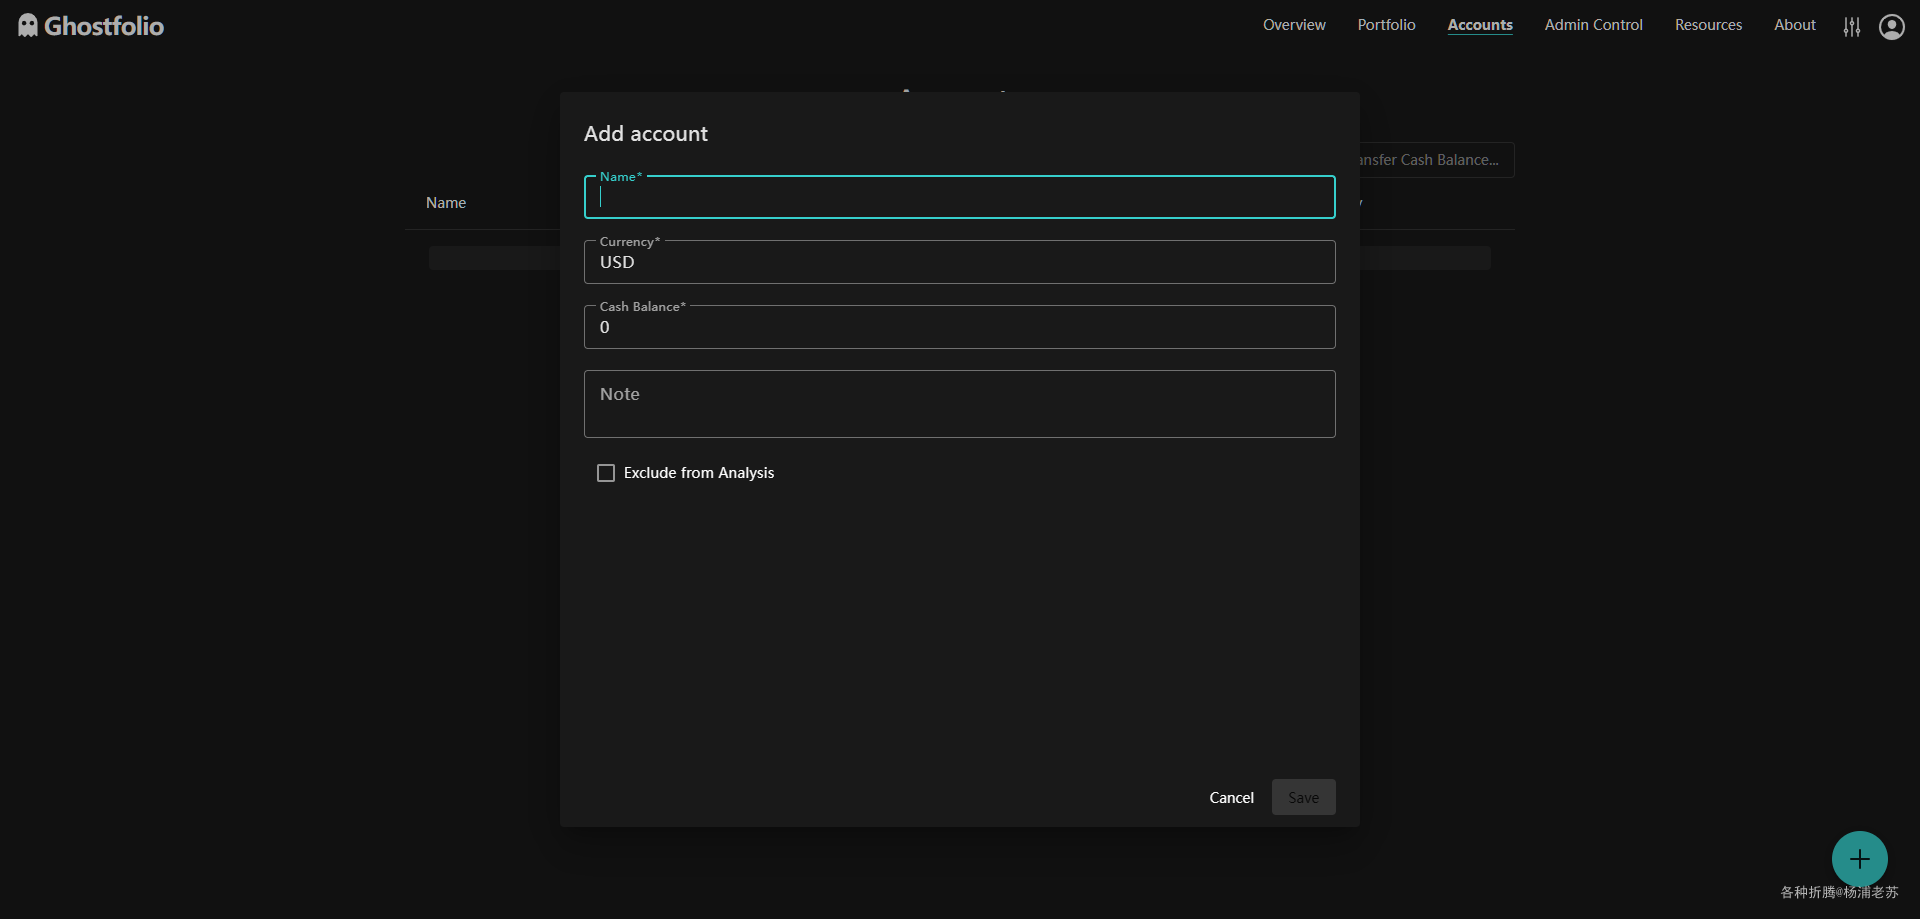 Ghostfolio
Overview Portfolio Accounts Admin Control Resources About
Add account
ansfer Cash Balance...
Name*
Name
Currency*
USD
Cash Balance*
0
Note
Exclude from Analysis
Cancel Save
各种折腾@杨浦老苏